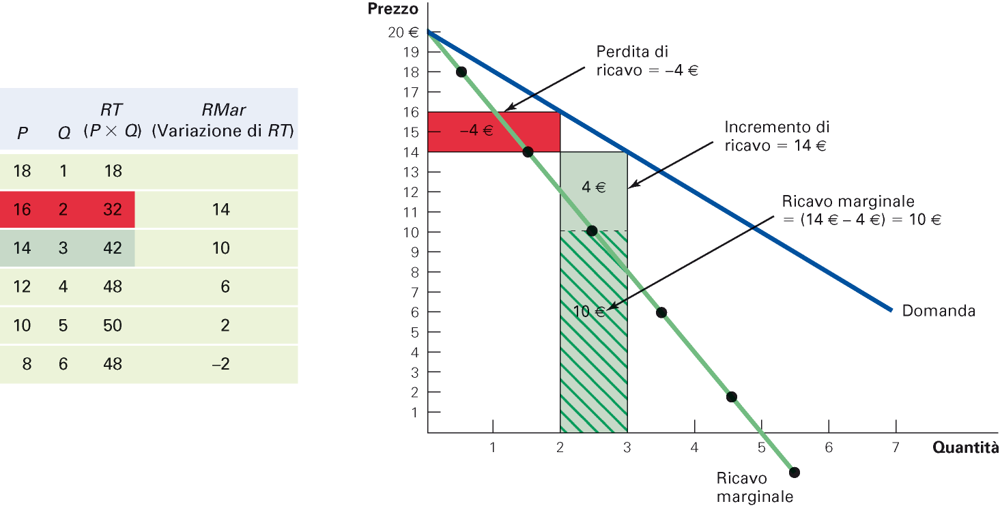 RT RMar
P Q (P × Q) (Variazione di RT)
18 1 18
16 2 32 14
14 3 42 10
12 4 48 6
10 5 50 2
8 6 48 –2
Prezzo
20 €
19
18
17
16
15
14
13
12
11
10
9
8
7
6
5
4
3
2
1
Perdita di
ricavo = –4 €
–4 €
Incremento di
ricavo = 14 €
4 €
Ricavo marginale
= (14 € – 4 €) = 10 €
10 €
Domanda
1 2 3 4 5 6 7 Quantità
Ricavo
marginale